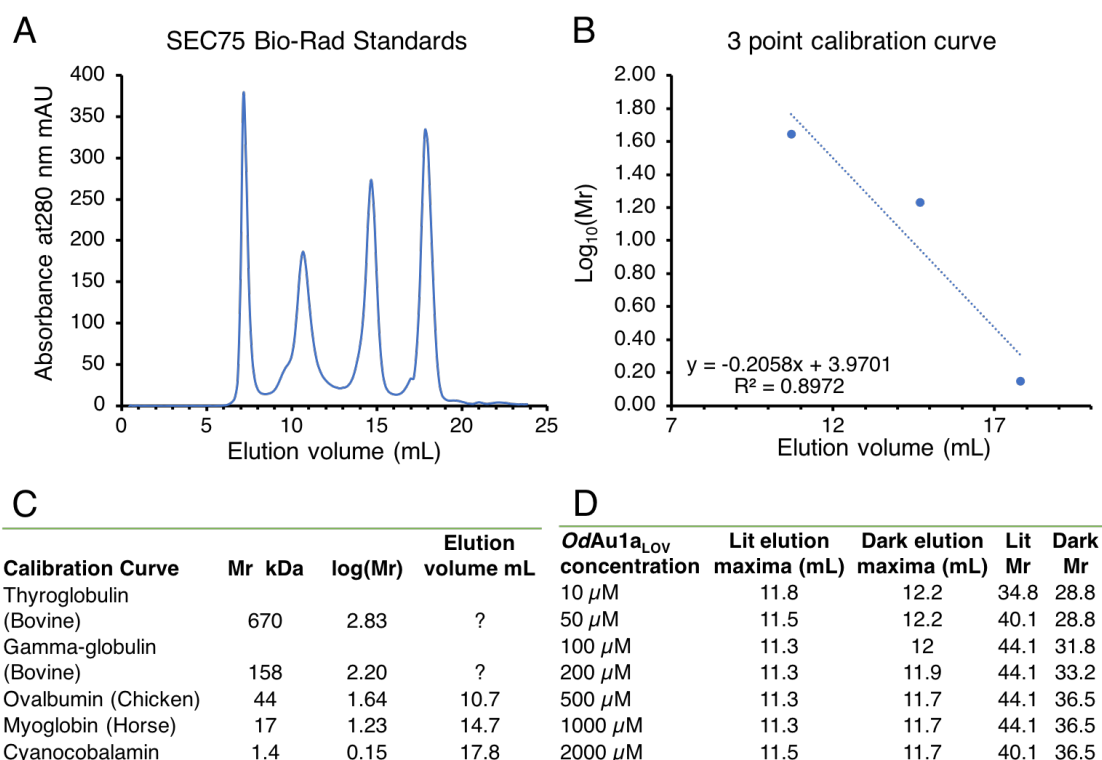 A
SEC75 Bio-Rad Standards
Absorbance at280 nm mAU
400
350
300
250
200
150
100
50
0
0 5 10 15 20 25
Elution volume (mL)
B
3 point calibration curve
Log10(Mr)
2.00
1.80
1.60
1.40
1.20
1.00
0.80
0.60
0.40
0.20
0.00
y = -0.2058x + 3.9701
R² = 0.8972
7 12 17
Elution volume (mL)
C
Elution
Calibration Curve Mr kDa log(Mr) volume mL
Thyroglobulin
(Bovine) 670 2.83 ?
Gamma-globulin
(Bovine) 158 2.20 ?
Ovalbumin (Chicken) 44 1.64 10.7
Myoglobin (Horse) 17 1.23 14.7
Cyanocobalamin 1.4 0.15 17.8
D
OdAu1aLOV Lit elution Dark elution Lit Dark
concentration maxima (mL) maxima (mL) Mr Mr
10 µM 11.8 12.2 34.8 28.8
50 µM 11.5 12.2 40.1 28.8
100 µM 11.3 12 44.1 31.8
200 µM 11.3 11.9 44.1 33.2
500 µM 11.3 11.7 44.1 36.5
1000 µM 11.3 11.7 44.1 36.5
2000 µM 11.5 11.7 40.1 36.5